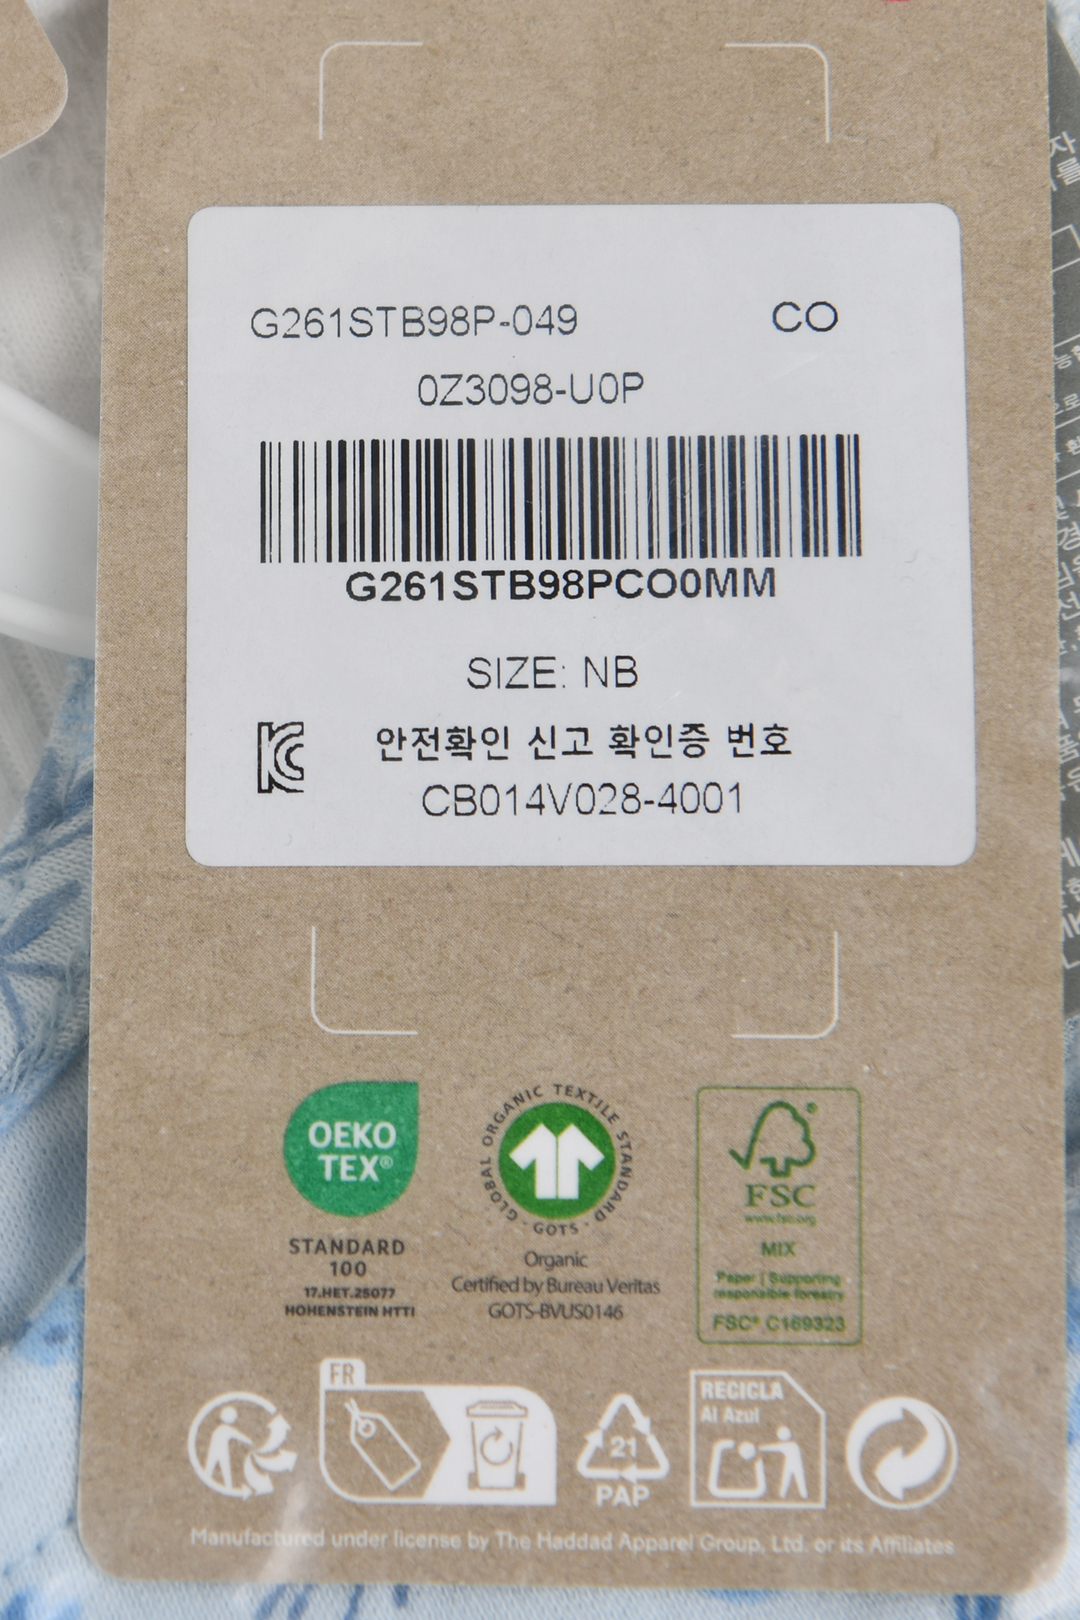 G261STB98P-049 CO
0Z3098-U0P
G261STB98PCO0MM
SIZE: NB
안전확인 신고 확인증 번호
CB014V028-4001
OEKO
TEX®
STANDARD
100
17.HET.25077
HOHENSTEIN HTTI
GLOBAL ORGANIC TEXTILE STANDARD
· GOTS ·
Organic
Certified by Bureau Veritas
GOTS-BVUS0146
FSC
www.fsc.org
MIX
Paper | Supporting
responsible forestry
FSC® C169323
FR
21
PAP
RECICLA
Al Azul
Manufactured under license by The Haddad Apparel Group, Ltd. or its Affiliates